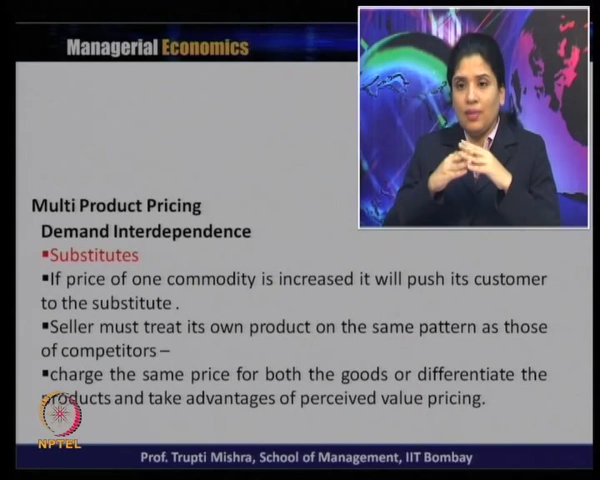 Managerial Economics
Multi Product Pricing
Demand Interdependence
▪Substitutes
▪If price of one commodity is increased it will push its customer
to the substitute .
▪Seller must treat its own product on the same pattern as those
of competitors –
▪charge the same price for both the goods or differentiate the
products and take advantages of perceived value pricing.
NPTEL
Prof. Trupti Mishra, School of Management, IIT Bombay